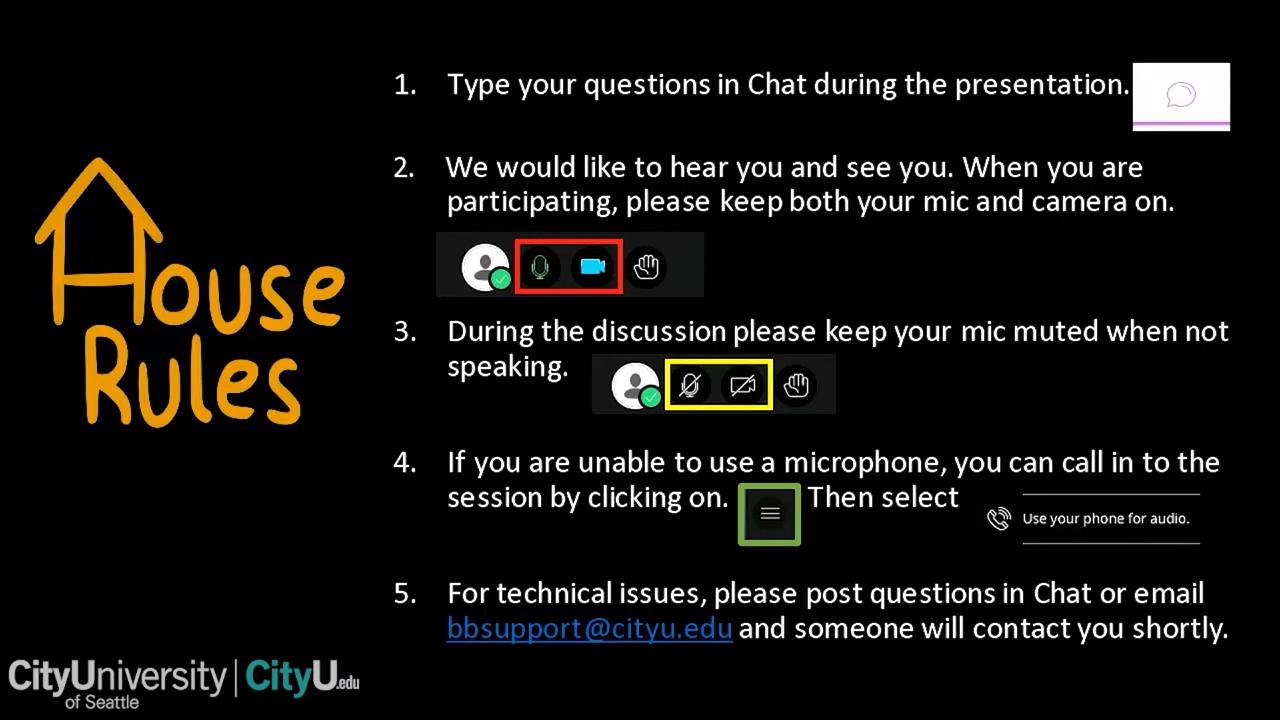 House
Rules
1. Type your questions in Chat during the presentation.
2. We would like to hear you and see you. When you are
participating, please keep both your mic and camera on.
3. During the discussion please keep your mic muted when not
speaking.
4. If you are unable to use a microphone, you can call in to the
session by clicking on. Then select
Use your phone for audio.
5. For technical issues, please post questions in Chat or email
bbsupport@cityu.edu and someone will contact you shortly.
CityUniversity | CityU.edu
of Seattle